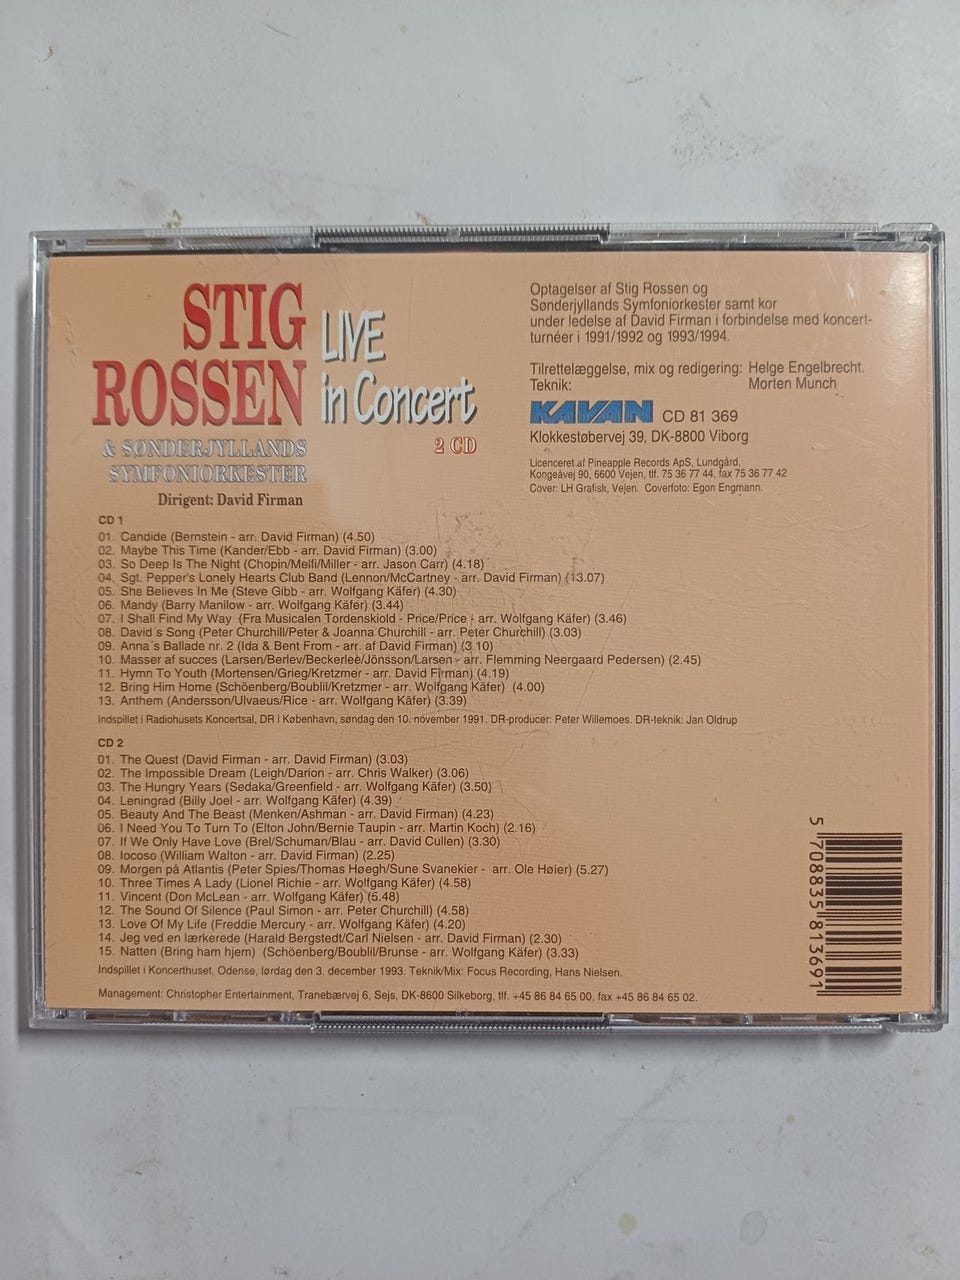 STIG
ROSSEN
LIVE
in Concert
& SØNDERJYLLANDS
SYMFONIORKESTER
2 CD
Dirigent: David Firman
Optagelser af Stig Rossen og
Sønderjyllands Symfoniorkester samt kor
under ledelse af David Firman i forbindelse med koncert-
turnéer i 1991/1992 og 1993/1994.
Tilrettelæggelse, mix og redigering: Helge Engelbrecht.
Teknik: Morten Munch
KAVAN CD 81 369
Klokkestøbervej 39, DK-8800 Viborg
Licenceret af Pineapple Records ApS, Lundgård,
Kongeåvej 90, 6600 Vejen, tlf. 75 36 77 44, fax 75 36 77 42
Cover: LH Grafisk, Vejen. Coverfoto: Egon Engmann.
CD 1
01. Candide (Bernstein - arr. David Firman) (4.50)
02. Maybe This Time (Kander/Ebb - arr. David Firman) (3.00)
03. So Deep Is The Night (Chopin/Melfi/Miller - arr. Jason Carr) (4.18)
04. Sgt. Pepper's Lonely Hearts Club Band (Lennon/McCartney - arr. David Firman) (13.07)
05. She Believes In Me (Steve Gibb - arr. Wolfgang Käfer) (4.30)
06. Mandy (Barry Manilow - arr. Wolfgang Käfer) (3.44)
07. I Shall Find My Way (Fra Musicalen Tordenskiold - Price/Price - arr. Wolfgang Käfer) (3.46)
08. David´s Song (Peter Churchill/Peter & Joanna Churchill - arr. Peter Churchill) (3.03)
09. Anna´s Ballade nr. 2 (Ida & Bent From - arr. af David Firman) (3.10)
10. Masser af succes (Larsen/Berlev/Beckerlee/Jönsson/Larsen - arr. Flemming Neergaard Pedersen) (2.45)
11. Hymn To Youth (Mortensen/Grieg/Kretzmer - arr. David Firman) (4.19)
12. Bring Him Home (Schöenberg/Boublil/Kretzmer - arr. Wolfgang Käfer) (4.00)
13. Anthem (Andersson/Ulvaeus/Rice - arr. Wolfgang Käfer) (3.39)
Indspillet i Radiohusets Koncertsal, DR i København, søndag den 10. november 1991. DR-producer: Peter Willemoes. DR-teknik: Jan Oldrup
CD 2
01. The Quest (David Firman - arr. David Firman) (3.03)
02. The Impossible Dream (Leigh/Darion - arr. Chris Walker) (3.06)
03. The Hungry Years (Sedaka/Greenfield - arr. Wolfgang Käfer) (3.50)
04. Leningrad (Billy Joel - arr. Wolfgang Käfer) (4.39)
05. Beauty And The Beast (Menken/Ashman - arr. David Firman) (4.23)
06. I Need You To Turn To (Elton John/Bernie Taupin - arr. Martin Koch) (2.16)
07. If We Only Have Love (Brel/Schuman/Blau - arr. David Cullen) (3.30)
08. Iocoso (William Walton - arr. David Firman) (2.25)
09. Morgen på Atlantis (Peter Spies/Thomas Høegh/Sune Svanekier - arr. Ole Høier) (5.27)
10. Three Times A Lady (Lionel Richie - arr. Wolfgang Käfer) (4.58)
11. Vincent (Don McLean - arr. Wolfgang Käfer) (5.48)
12. The Sound Of Silence (Paul Simon - arr. Peter Churchill) (4.58)
13. Love Of My Life (Freddie Mercury - arr. Wolfgang Käfer) (4.20)
14. Jeg ved en lærkerede (Harald Bergstedt/Carl Nielsen - arr. David Firman) (2.30)
15. Natten (Bring ham hjem) (Schöenberg/Boublil/Brunse - arr. Wolfgang Käfer) (3.33)
Indspillet i Koncerthuset, Odense, lørdag den 3. december 1993. Teknik/Mix: Focus Recording, Hans Nielsen.
Management: Christopher Entertainment, Tranebærvej 6, Sejs, DK-8600 Silkeborg, tlf. +45 86 84 65 00, fax +45 86 84 65 02.
5 708835 813691